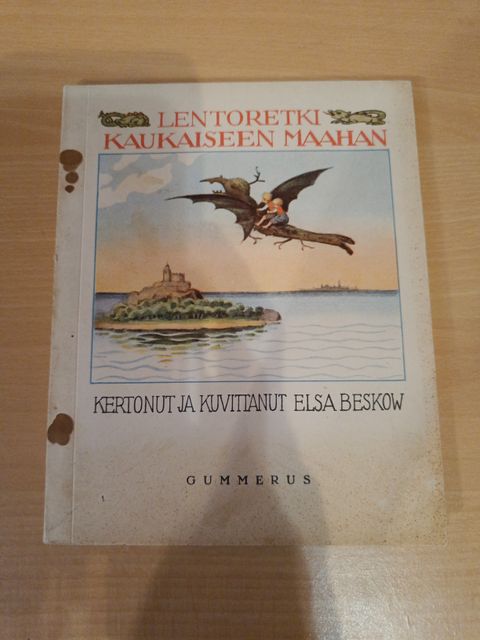 LENTORETKI
KAUKAISEEN MAAHAN
KERTONUT JA KUVITTANUT ELSA BESKOW
GUMMERUS